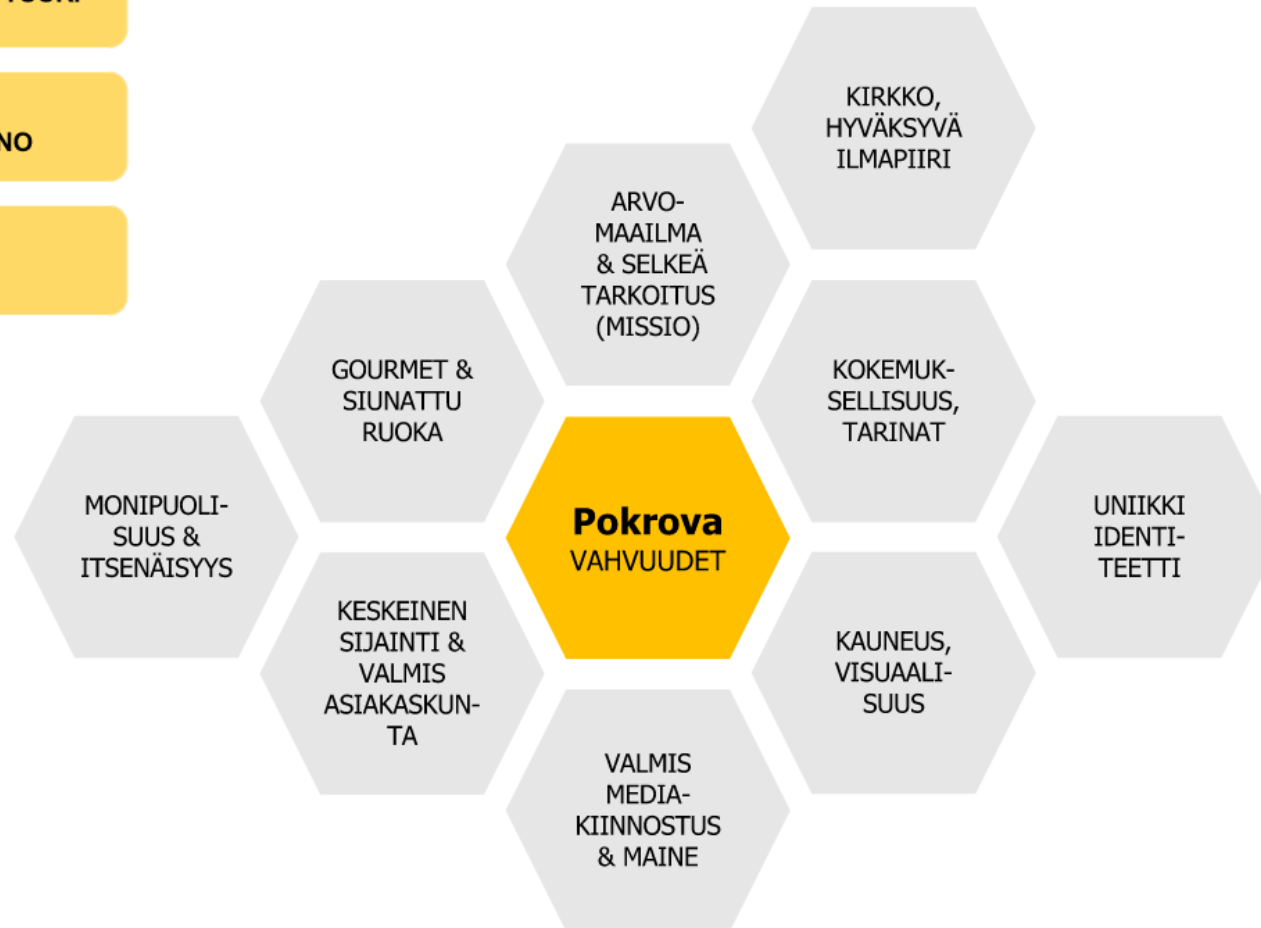 NO
KIRKKO,
HYVÄKSYVÄ
ILMAPIIRI
ARVO-
MAAILMA
& SELKEÄ
TARKOITUS
(MISSIO)
GOURMET &
SIUNATTU
RUOKA
KOKEMUK-
SELLISUUS,
TARINAT
MONIPUOLI-
SUUS &
ITSENÄISYYS
Pokrova
VAHVUUDET
UNIIKKI
IDENTI-
TEETTI
KESKEINEN
SIJAINTI &
VALMIS
ASIAKASKUN-
TA
KAUNEUS,
VISUAALI-
SUUS
VALMIS
MEDIA-
KIINNOSTUS
& MAINE